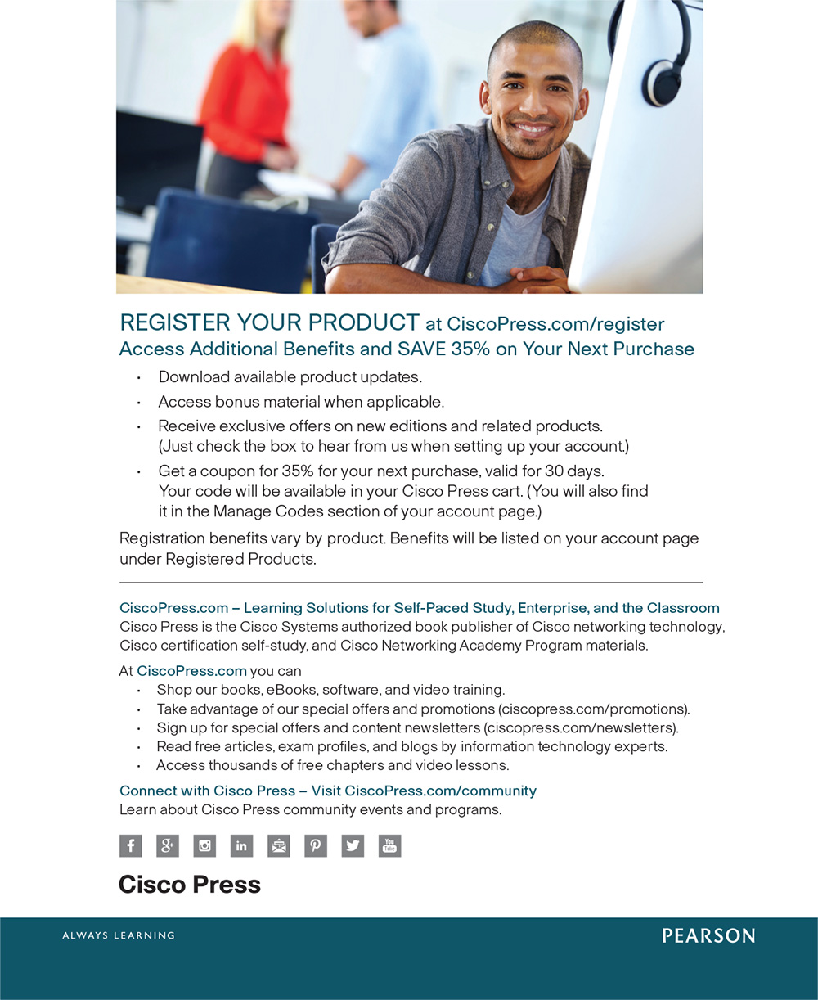 REGISTER YOUR PRODUCT at CiscoPress.com/register
Access Additional Benefits and SAVE 35% on Your Next Purchase
• Download available product updates.
• Access bonus material when applicable.
• Receive exclusive offers on new editions and related products.
(Just check the box to hear from us when setting up your account.)
• Get a coupon for 35% for your next purchase, valid for 30 days.
Your code will be available in your Cisco Press cart. (You will also find
it in the Manage Codes section of your account page.)
Registration benefits vary by product. Benefits will be listed on your account page
under Registered Products.
CiscoPress.com – Learning Solutions for Self-Paced Study, Enterprise, and the Classroom
Cisco Press is the Cisco Systems authorized book publisher of Cisco networking technology,
Cisco certification self-study, and Cisco Networking Academy Program materials.
At CiscoPress.com you can
• Shop our books, eBooks, software, and video training.
• Take advantage of our special offers and promotions (ciscopress.com/promotions).
• Sign up for special offers and content newsletters (ciscopress.com/newsletters).
• Read free articles, exam profiles, and blogs by information technology experts.
• Access thousands of free chapters and video lessons.
Connect with Cisco Press – Visit CiscoPress.com/community
Learn about Cisco Press community events and programs.
f g+ in You Tube
Cisco Press
ALWAYS LEARNING PEARSON